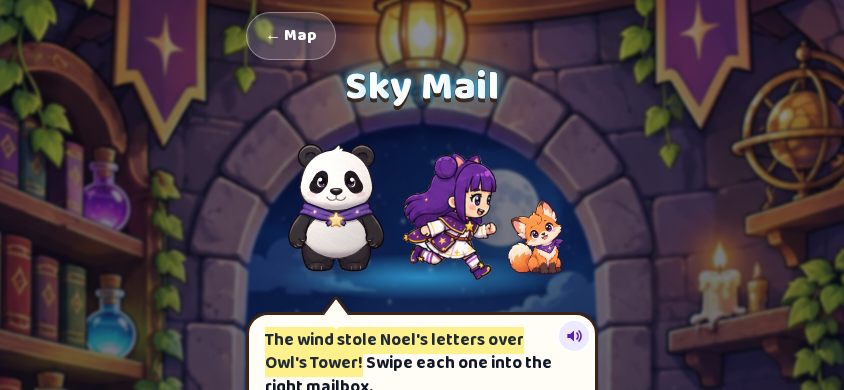 ← Map
Sky Mail
The wind stole Noel's letters over
Owl's Tower! Swipe each one into the
right mailbox.